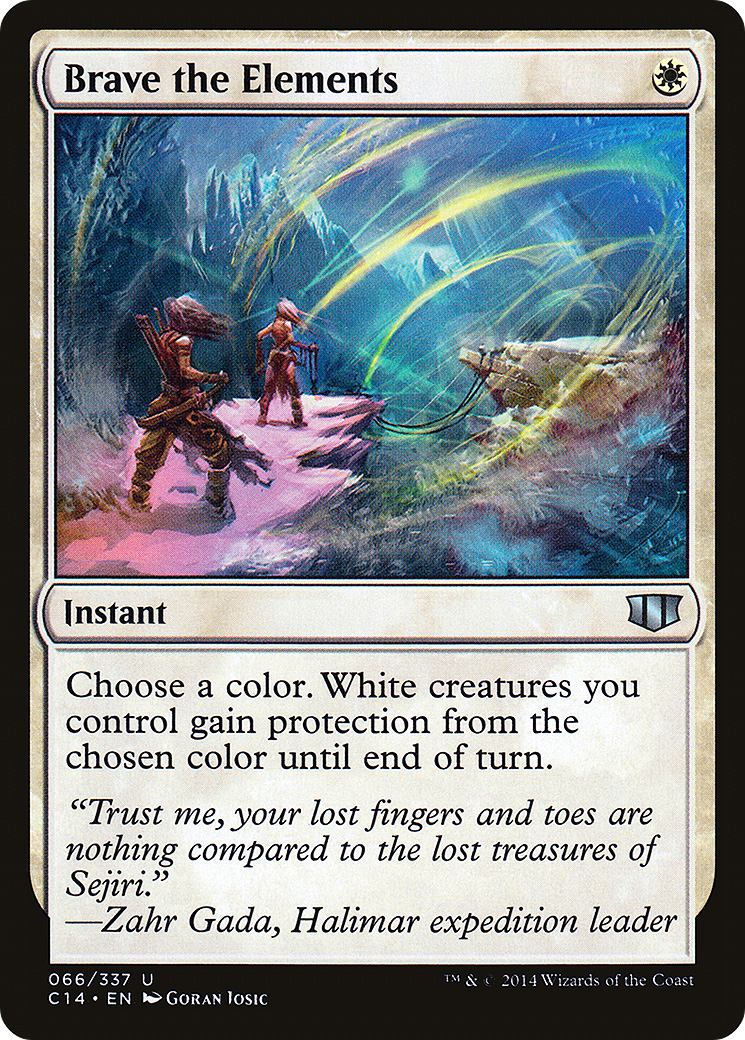 Brave the Elements
Instant
Choose a color. White creatures you
control gain protection from the
chosen color until end of turn.
“Trust me, your lost fingers and toes are
nothing compared to the lost treasures of
Sejiri.”
—Zahr Gada, Halimar expedition leader
066/337 U
C14 • EN Goran Josic
™ & © 2014 Wizards of the Coast